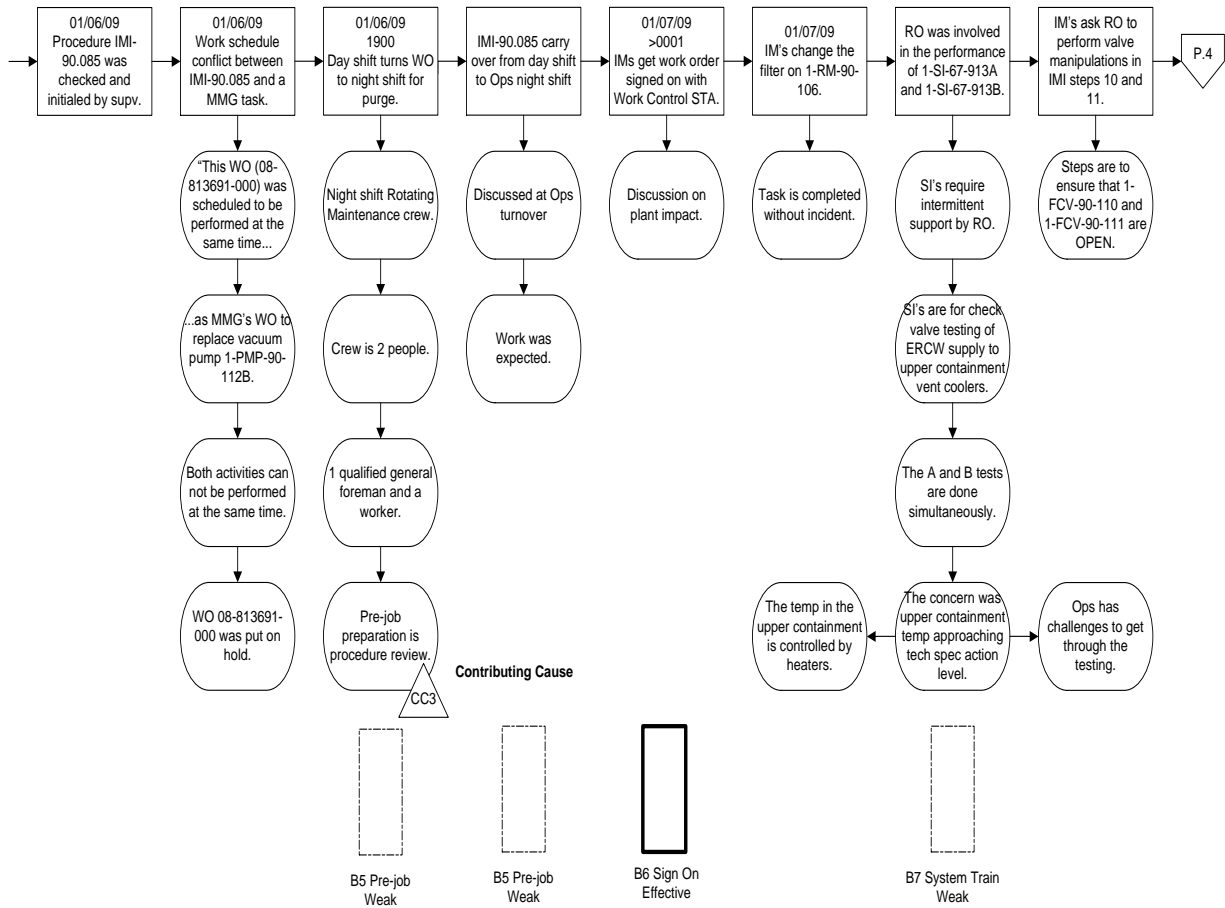 01/06/09
Procedure IMI-
90.085 was
checked and
initialed by supv.
01/06/09
Work schedule
conflict between
IMI-90.085 and a
MMG task.
01/06/09
1900
Day shift turns WO
to night shift for
purge.
IMI-90.085 carry
over from day shift
to Ops night shift
01/07/09
>0001
IMs get work order
signed on with
Work Control STA.
01/07/09
IM's change the
filter on 1-RM-90-
106.
RO was involved
in the performance
of 1-SI-67-913A
and 1-SI-67-913B.
IM's ask RO to
perform valve
manipulations in
IMI steps 10 and
11.
P.4
"This WO (08-
813691-000) was
scheduled to be
performed at the
same time...
Night shift Rotating
Maintenance crew.
Discussed at Ops
turnover
Discussion on
plant impact.
Task is completed
without incident.
SI's require
intermittent
support by RO.
Steps are to
ensure that 1-
FCV-90-110 and
1-FCV-90-111 are
OPEN.
...as MMG's WO to
replace vacuum
pump 1-PMP-90-
112B.
Crew is 2 people.
Work was
expected.
SI's are for check
valve testing of
ERCW supply to
upper containment
vent coolers.
Both activities can
not be performed
at the same time.
1 qualified general
foreman and a
worker.
The A and B tests
are done
simultaneously.
WO 08-813691-
000 was put on
hold.
Pre-job
preparation is
procedure review.
CC3
Contributing Cause
The temp in the
upper containment
is controlled by
heaters.
The concern was
upper containment
temp approaching
tech spec action
level.
Ops has
challenges to get
through the
testing.
B5 Pre-job
Weak
B5 Pre-job
Weak
B6 Sign On
Effective
B7 System Train
Weak